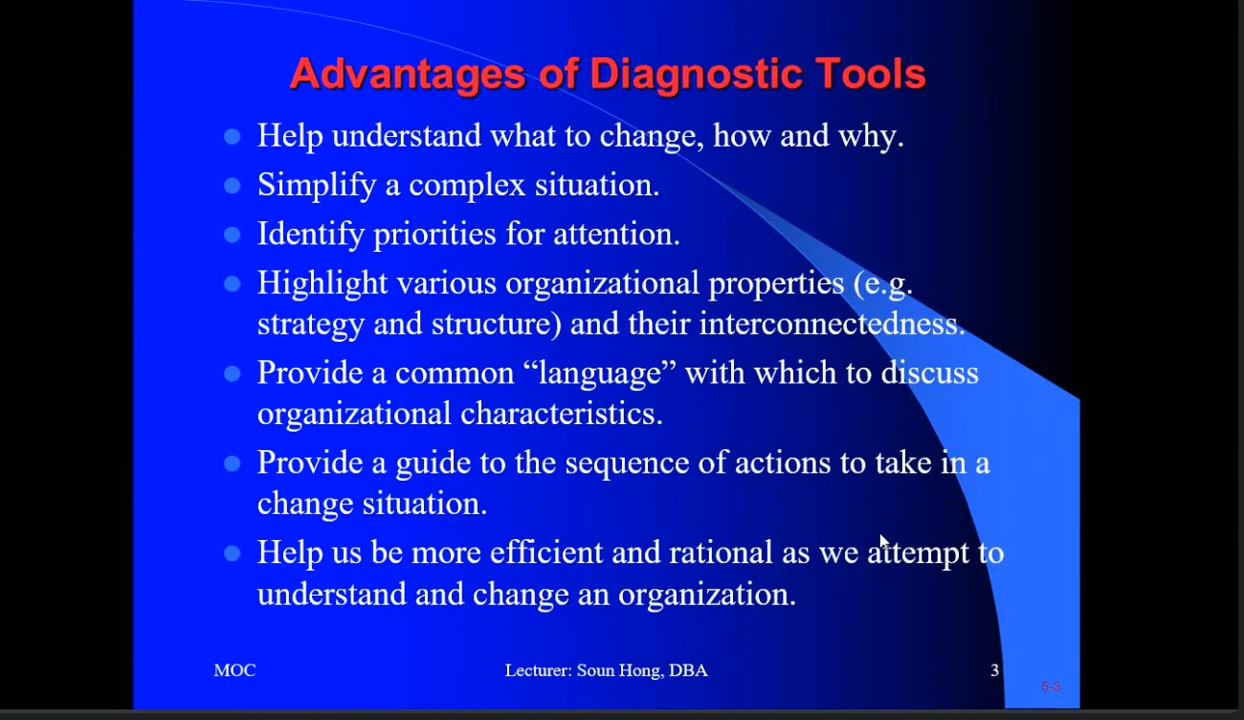 Advantages of Diagnostic Tools
Help understand what to change, how and why.
Simplify a complex situation.
Identify priorities for attention.
Highlight various organizational properties (e.g.
strategy and structure) and their interconnectedness.
Provide a common “language” with which to discuss
organizational characteristics.
Provide a guide to the sequence of actions to take in a
change situation.
Help us be more efficient and rational as we attempt to
understand and change an organization.
MOC
Lecturer: Soun Hong, DBA
3
5-3